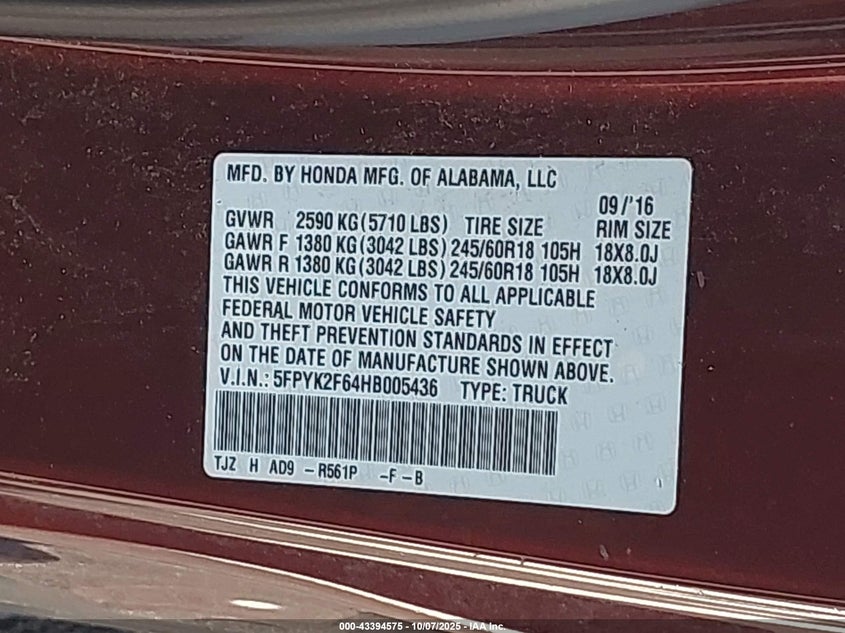 MFD. BY HONDA MFG. OF ALABAMA, LLC
09/'16
GVWR 2590 KG (5710 LBS) TIRE SIZE RIM SIZE
GAWR F 1380 KG (3042 LBS) 245/60R18 105H 18X8.0J
GAWR R 1380 KG (3042 LBS) 245/60R18 105H 18X8.0J
THIS VEHICLE CONFORMS TO ALL APPLICABLE
FEDERAL MOTOR VEHICLE SAFETY
AND THEFT PREVENTION STANDARDS IN EFFECT
ON THE DATE OF MANUFACTURE SHOWN ABOVE.
V.I.N.: 5FPYK2F64HB005436 TYPE: TRUCK
TJZ H AD9 -R561P -F -B
000-43394575 - 10/07/2025 - IAA Inc.